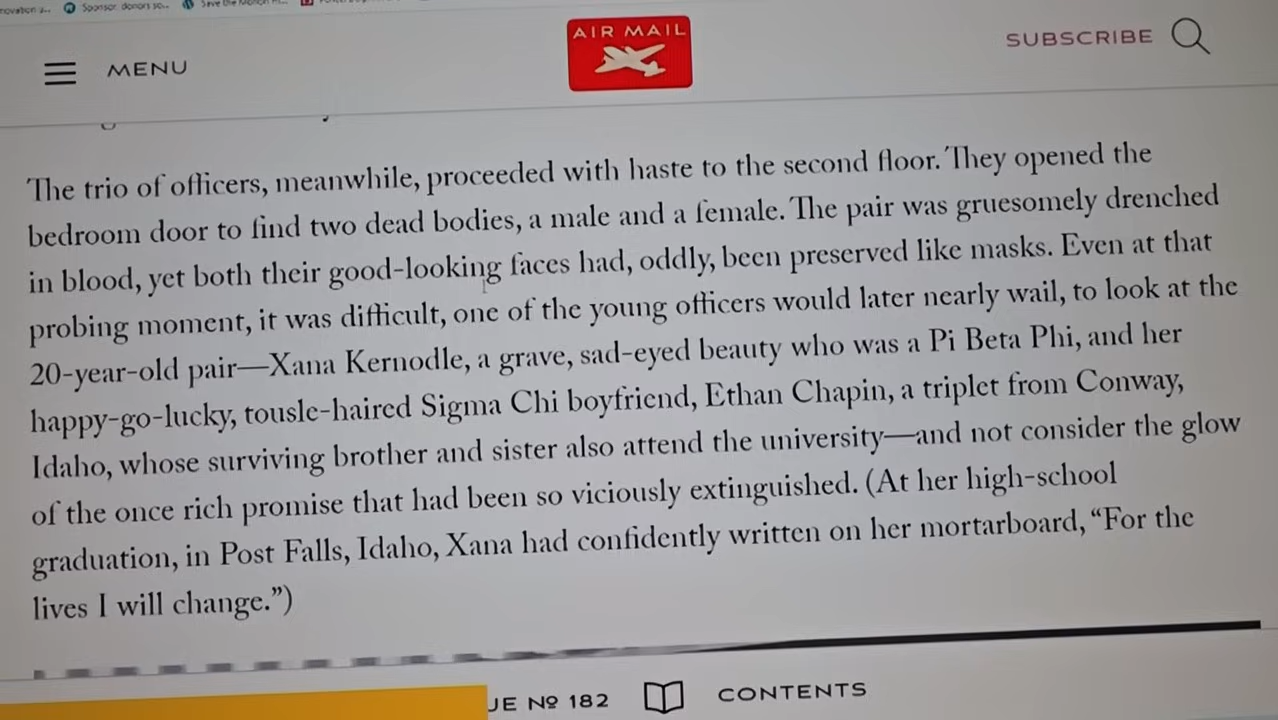 Sponsor donors so...
MENU
AIR MAIL
SUBSCRIBE
The trio of officers, meanwhile, proceeded with haste to the second floor. They opened the
bedroom door to find two dead bodies, a male and a female. The pair was gruesomely drenched
in blood, yet both their good-looking faces had, oddly, been preserved like masks. Even at that
probing moment, it was difficult, one of the young officers would later nearly wail, to look at the
20-year-old pair—Xana Kernodle, a grave, sad-eyed beauty who was a Pi Beta Phi, and her
happy-go-lucky, tousle-haired Sigma Chi boyfriend, Ethan Chapin, a triplet from Conway,
Idaho, whose surviving brother and sister also attend the university—and not consider the glow
of the once rich promise that had been so viciously extinguished. (At her high-school
graduation, in Post Falls, Idaho, Xana had confidently written on her mortarboard, “For the
lives I will change.”)
UE Nº 182
CONTENTS